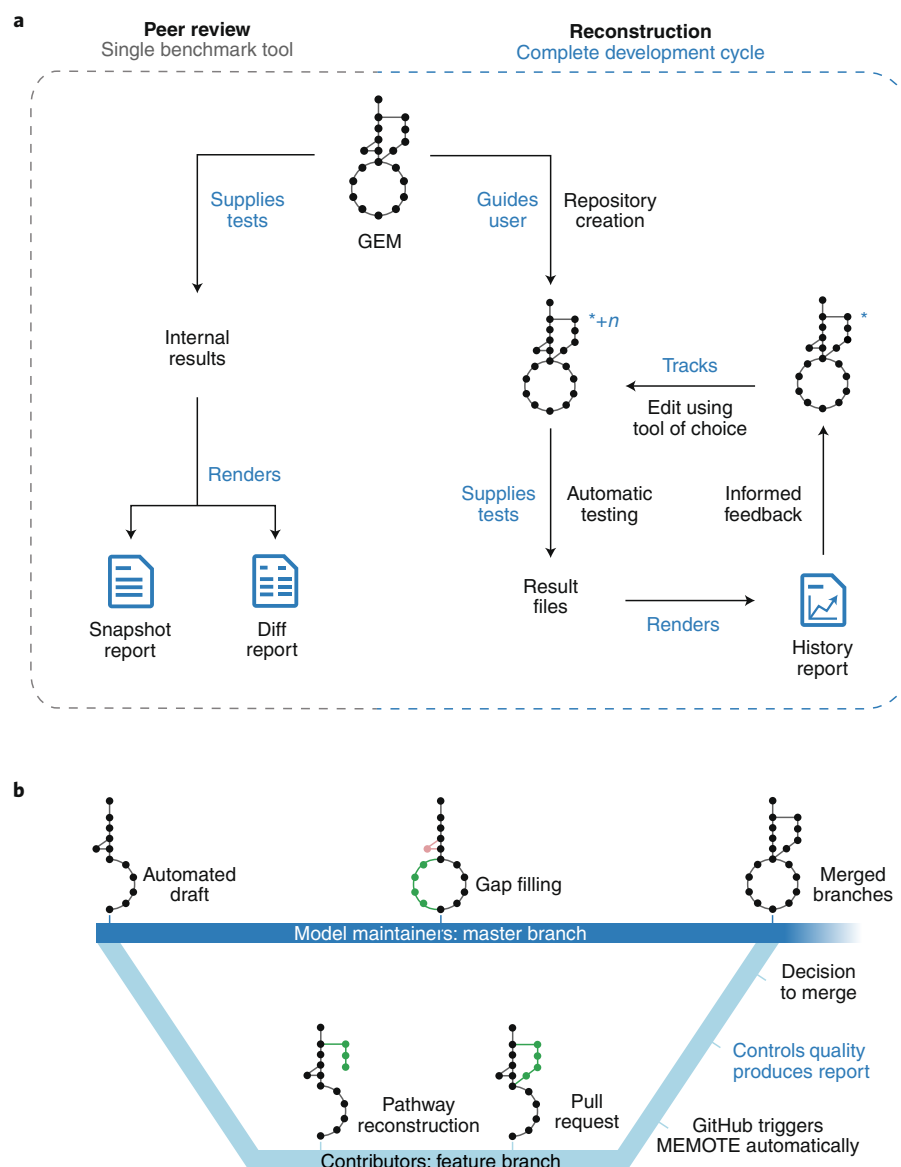 a
Peer review
Single benchmark tool
Reconstruction
Complete development cycle
GEM
Supplies
tests
Internal
results
Renders
Snapshot
report
Diff
report
Guides
user
Repository
creation
*+n
*
Tracks
Edit using
tool of choice
Supplies
tests
Automatic
testing
Informed
feedback
Result
files
Renders
History
report
b
Automated
draft
Gap filling
Merged
branches
Model maintainers: master branch
Decision
to merge
Controls quality
produces report
GitHub triggers
MEMOTE automatically
Pathway
reconstruction
Pull
request
Contributors: feature branch